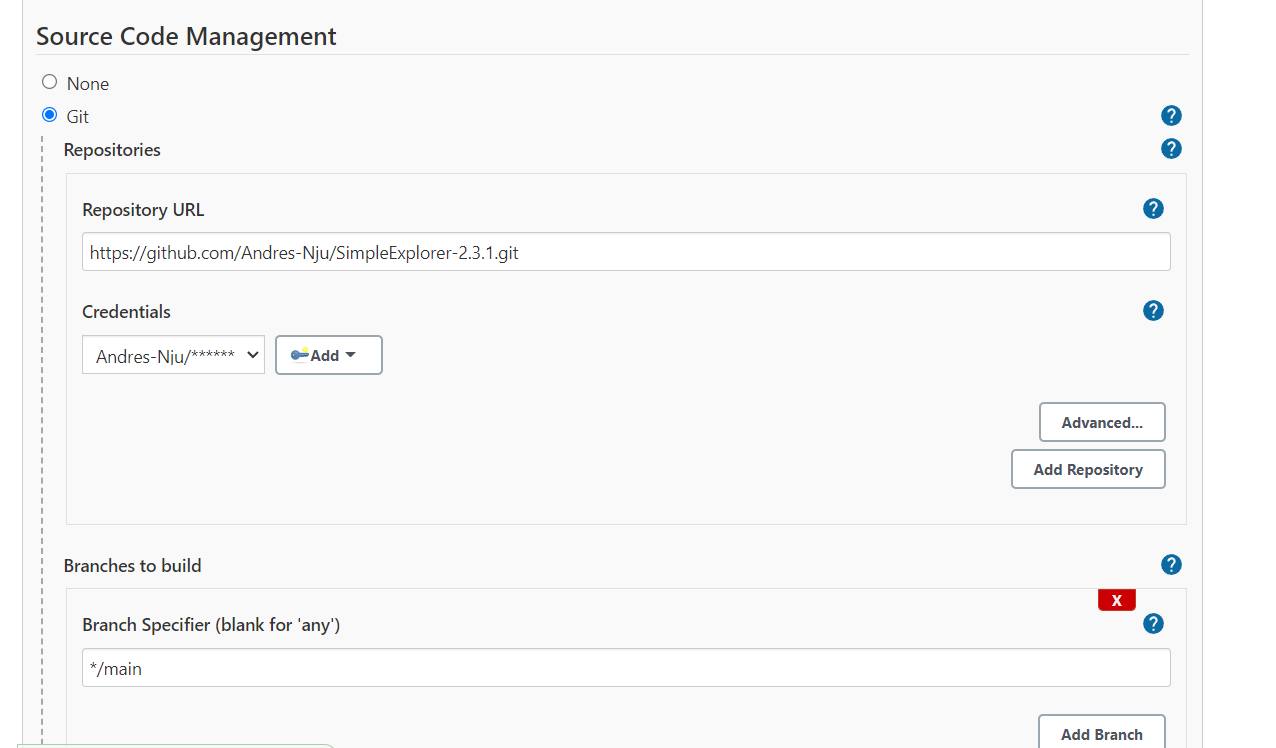 Source Code Management
None
Git
Repositories
Repository URL
https://github.com/Andres-Nju/SimpleExplorer-2.3.1.git
Credentials
Andres-Nju/******
Add
Advanced...
Add Repository
Branches to build
X
Branch Specifier (blank for 'any')
*/main
Add Branch